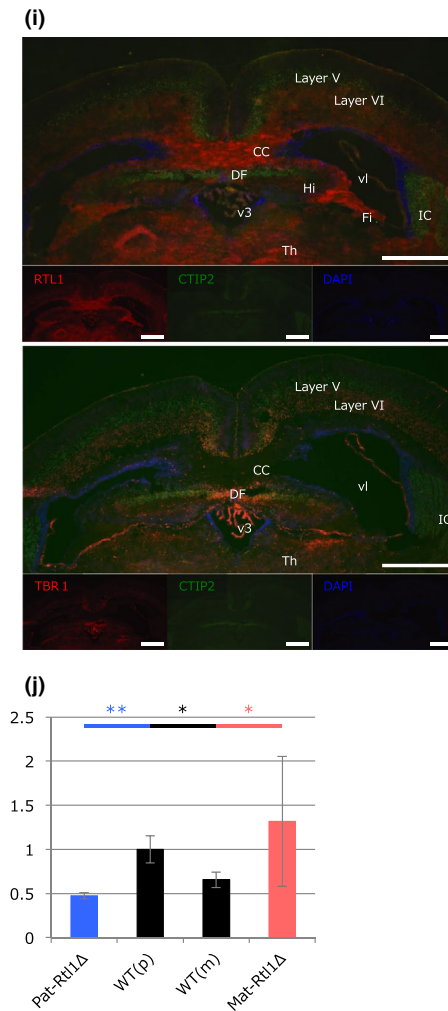 (i)
Layer V
Layer VI
CC
DF
vl
Hi
IC
v3
Fi
Th
RTL1 CTIP2 DAPI
Layer V
Layer VI
CC
vl
DF
IC
v3
Th
TBR1 CTIP2 DAPI
(j)
** * *
2.5
2
1.5
1
0.5
0
Pat-Rtl1Δ WT(p) WT(m) Mat-Rtl1Δ